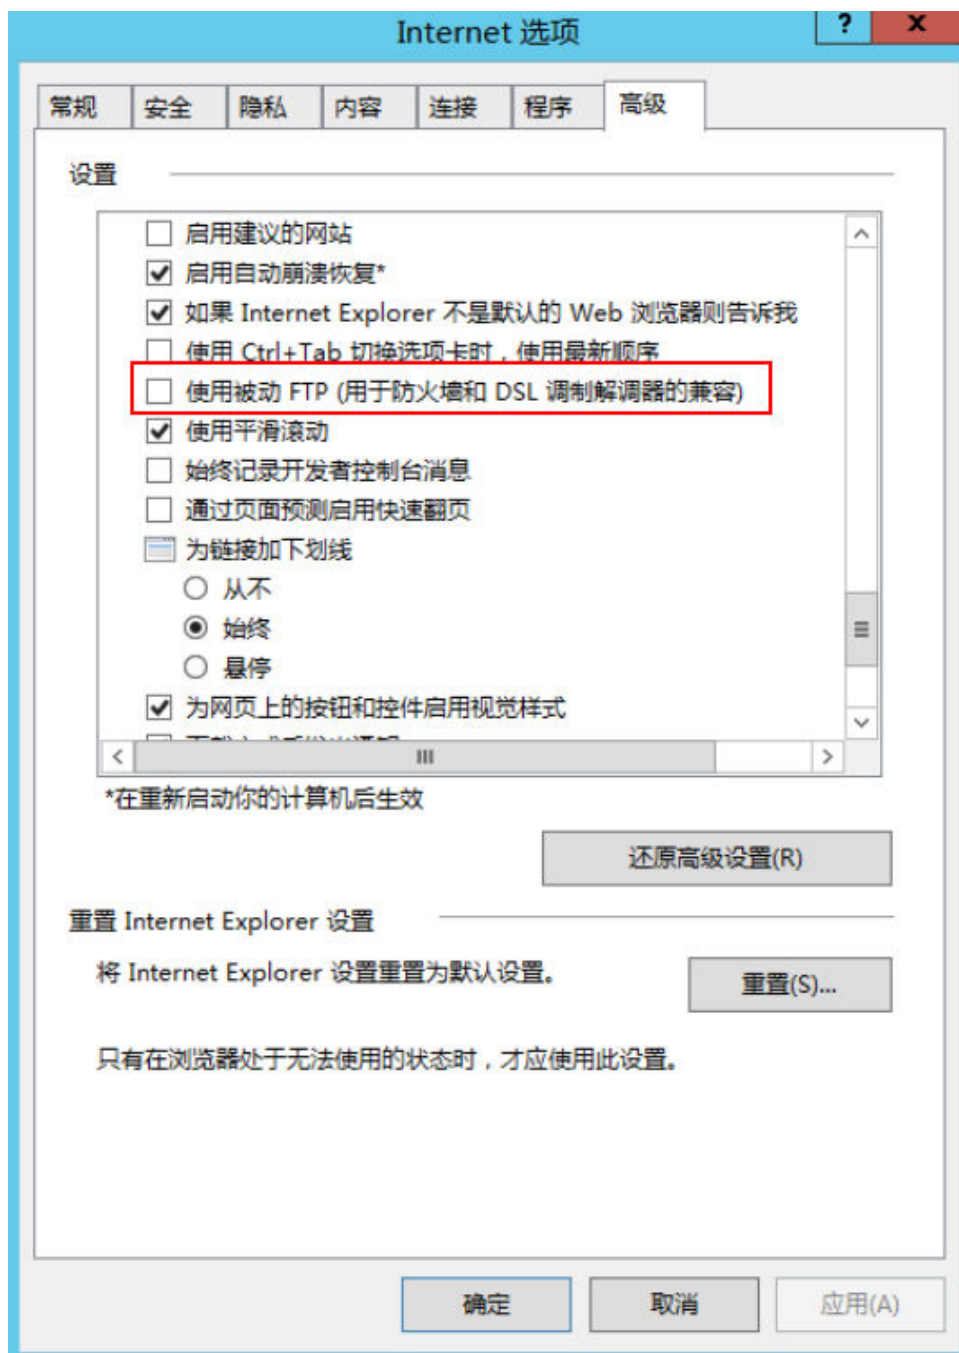 Internet 选项
?
x
常规 安全 隐私 内容 连接 程序 高级
设置
启用建议的网站
启用自动崩溃恢复*
如果 Internet Explorer 不是默认的 Web 浏览器则告诉我
使用 Ctrl+Tab 切换选项卡时，使用最新顺序
使用被动 FTP (用于防火墙和 DSL 调制解调器的兼容)
使用平滑滚动
始终记录开发者控制台消息
通过页面预测启用快速翻页
为链接加下划线
从不
始终
悬停
为网页上的按钮和控件启用视觉样式
*在重新启动你的计算机后生效
还原高级设置(R)
重置 Internet Explorer 设置
将 Internet Explorer 设置重置为默认设置。
重置(S)...
只有在浏览器处于无法使用的状态时，才应使用此设置。
确定 取消 应用(A)